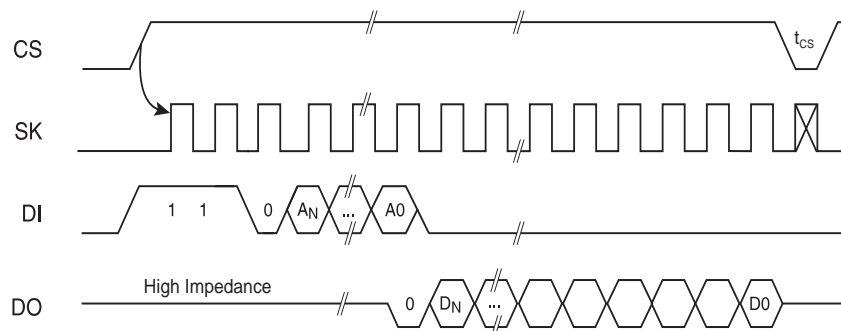 CS
t_CS
SK
DI
1 1 0 A_N ... A0
DO
High Impedance
0 D_N ... D0